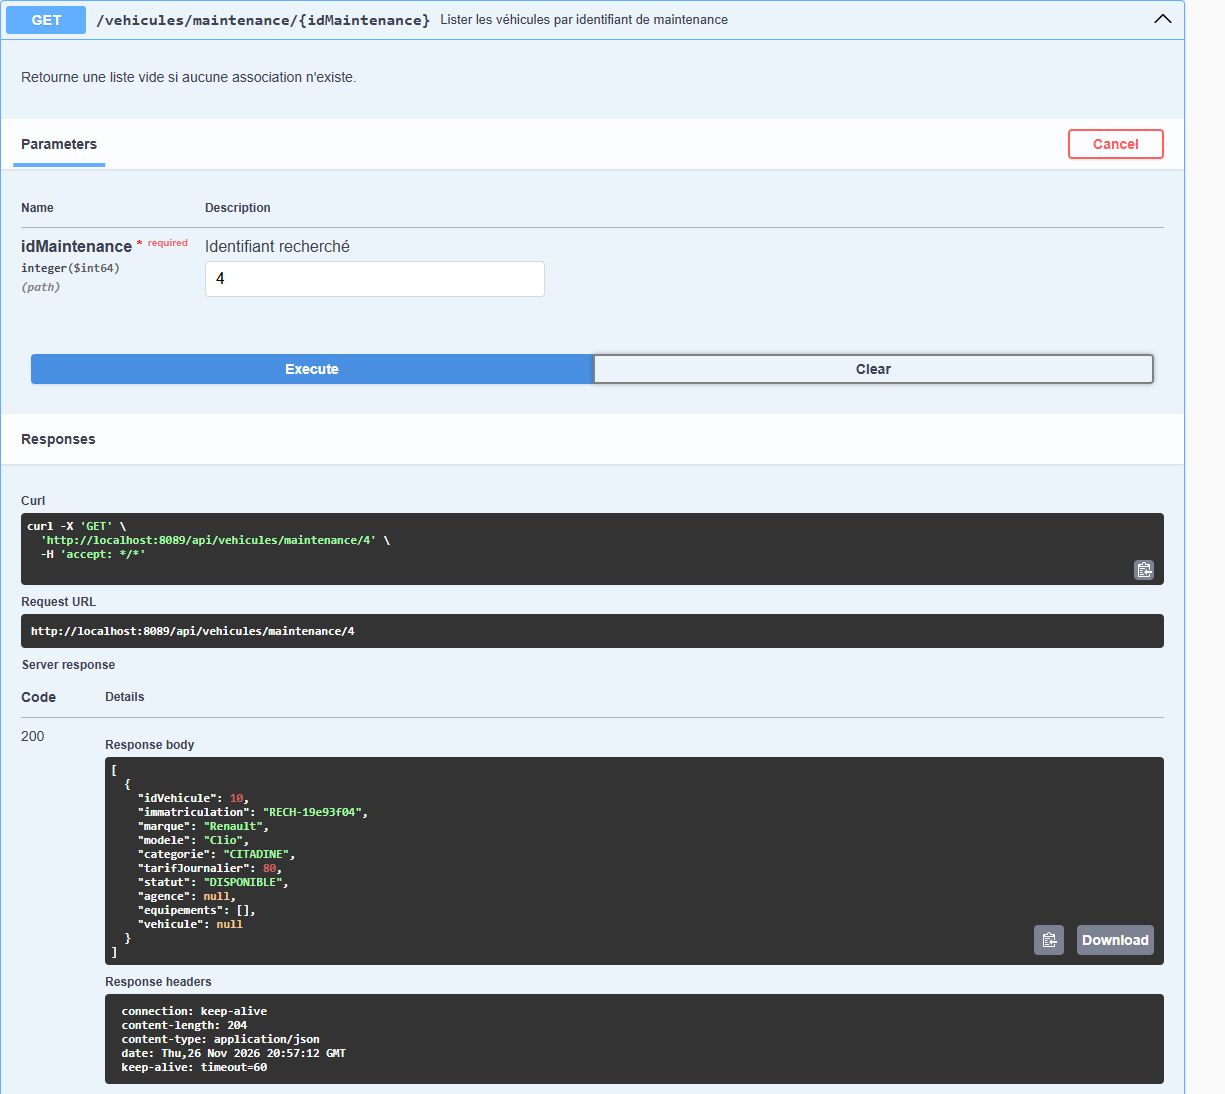 GET /vehicules/maintenance/{idMaintenance} Lister les véhicules par identifiant de maintenance
Retourne une liste vide si aucune association n'existe.
Parameters
Cancel
Name Description
idMaintenance * required
integer($int64)
(path)
Identifiant recherché
4
Execute Clear
Responses
Curl
curl -X 'GET' \
  'http://localhost:8089/api/vehicules/maintenance/4' \
  -H 'accept: */*'
Request URL
http://localhost:8089/api/vehicules/maintenance/4
Server response
Code Details
200
Response body
[
  {
    "idVehicule": 10,
    "immatriculation": "RECH-19e93f04",
    "marque": "Renault",
    "modele": "Clio",
    "categorie": "CITADINE",
    "tarifJournalier": 80,
    "statut": "DISPONIBLE",
    "agence": null,
    "equipements": [],
    "vehicule": null
  }
]
Download
Response headers
connection: keep-alive
content-length: 204
content-type: application/json
date: Thu,26 Nov 2026 20:57:12 GMT
keep-alive: timeout=60